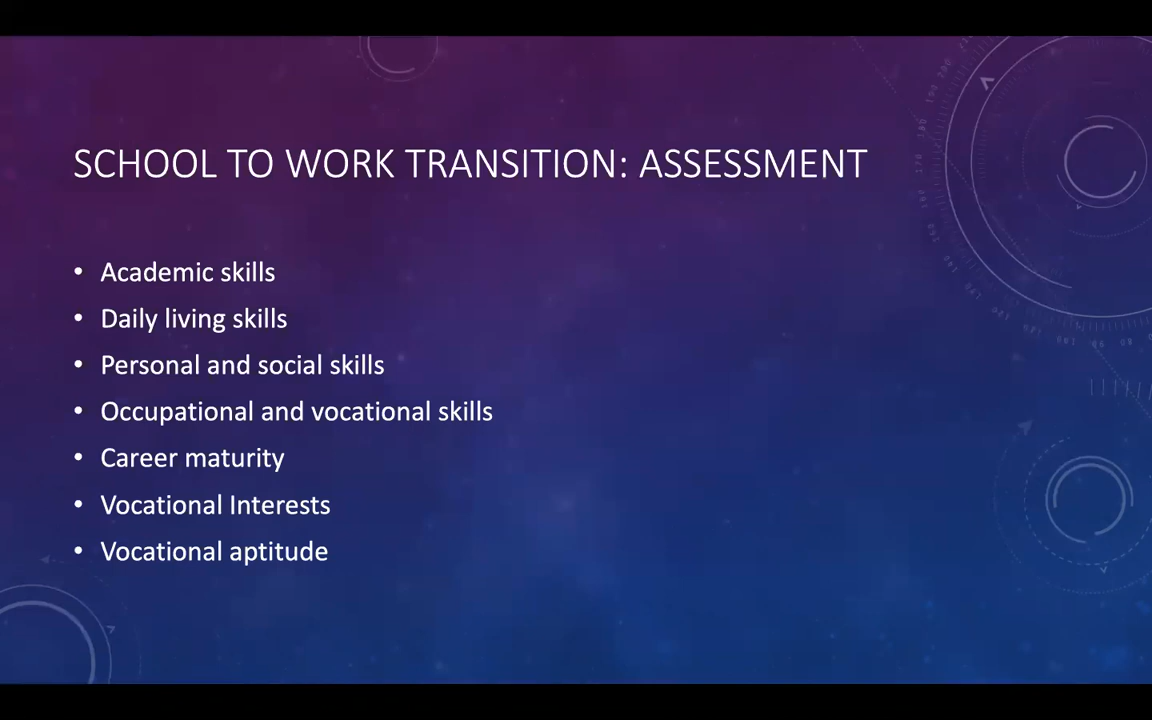 SCHOOL TO WORK TRANSITION: ASSESSMENT
• Academic skills
• Daily living skills
• Personal and social skills
• Occupational and vocational skills
• Career maturity
• Vocational Interests
• Vocational aptitude